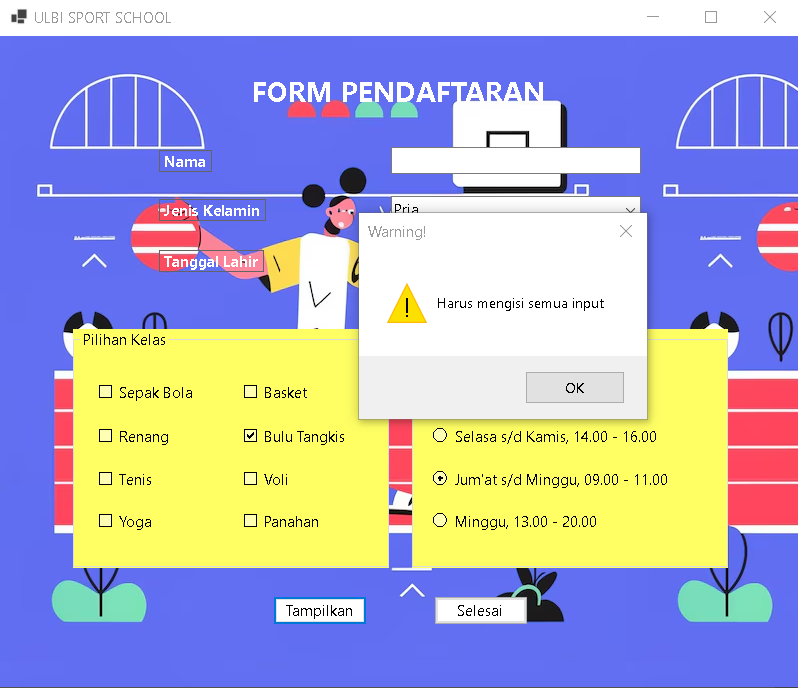 ULBI SPORT SCHOOL
FORM PENDAFTARAN
Nama
Jenis Kelamin
Pria
Tanggal Lahir
Warning!
Harus mengisi semua input
OK
Pilihan Kelas
Sepak Bola
Basket
Renang
Bulu Tangkis
Selasa s/d Kamis, 14.00 - 16.00
Tenis
Voli
Jum'at s/d Minggu, 09.00 - 11.00
Yoga
Panahan
Minggu, 13.00 - 20.00
Tampilkan
Selesai